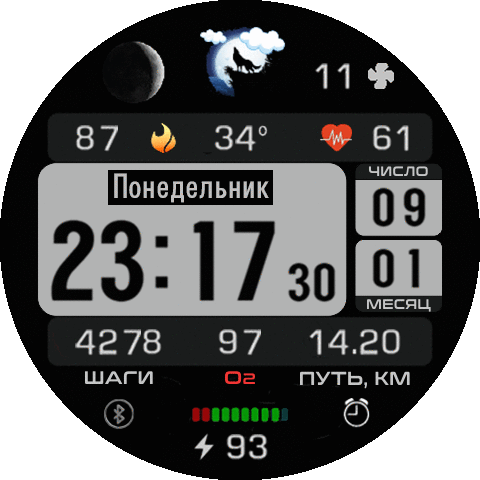 11
87 34° 61
Понедельник
ЧИСЛО
09
23:17 30
01
МЕСЯЦ
4278 97 14.20
ШАГИ O2 ПУТЬ, КМ
93